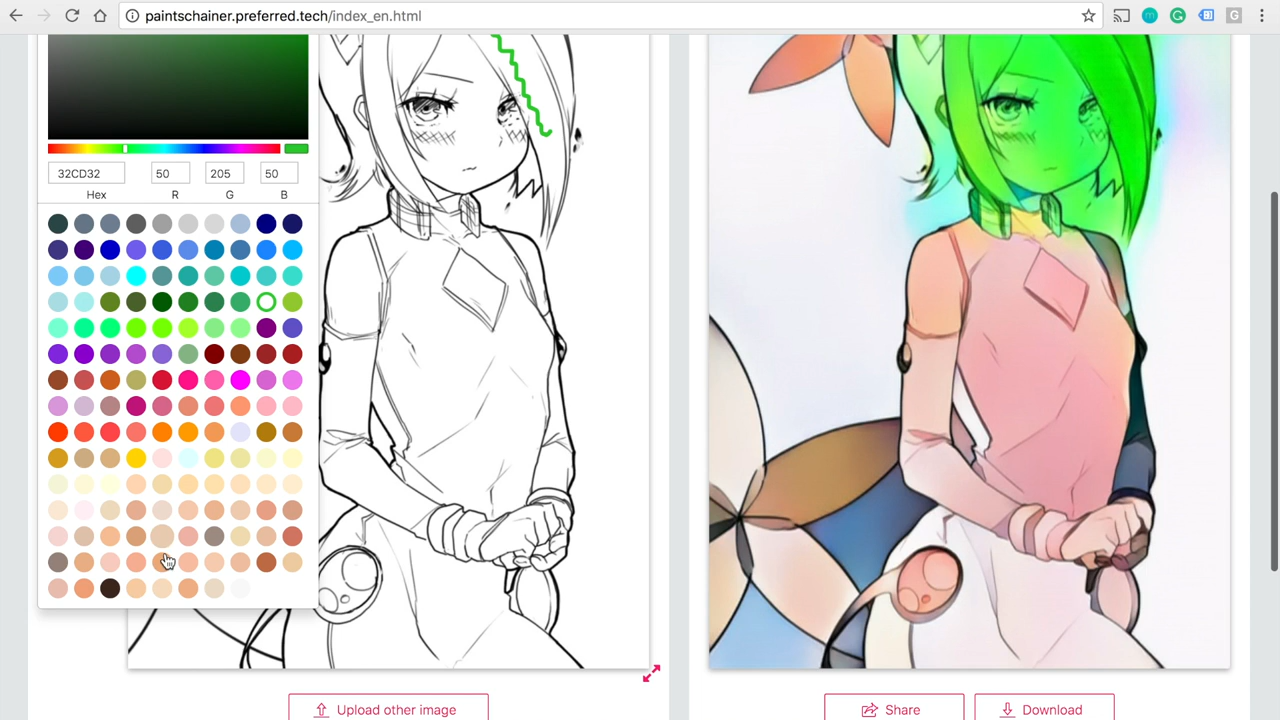 paintschainer.preferred.tech/index_en.html
G
32CD32 50 205 50
Hex R G B
Upload other image
Share
Download